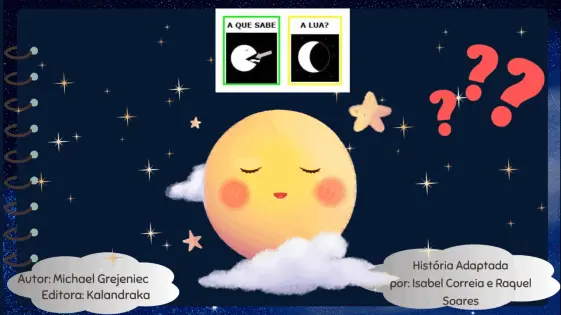 A QUE SABE
A LUA?
???
Autor: Michael Grejeniec
Editora: Kalandraka
História Adaptada
por: Isabel Correia e Raquel
Soares